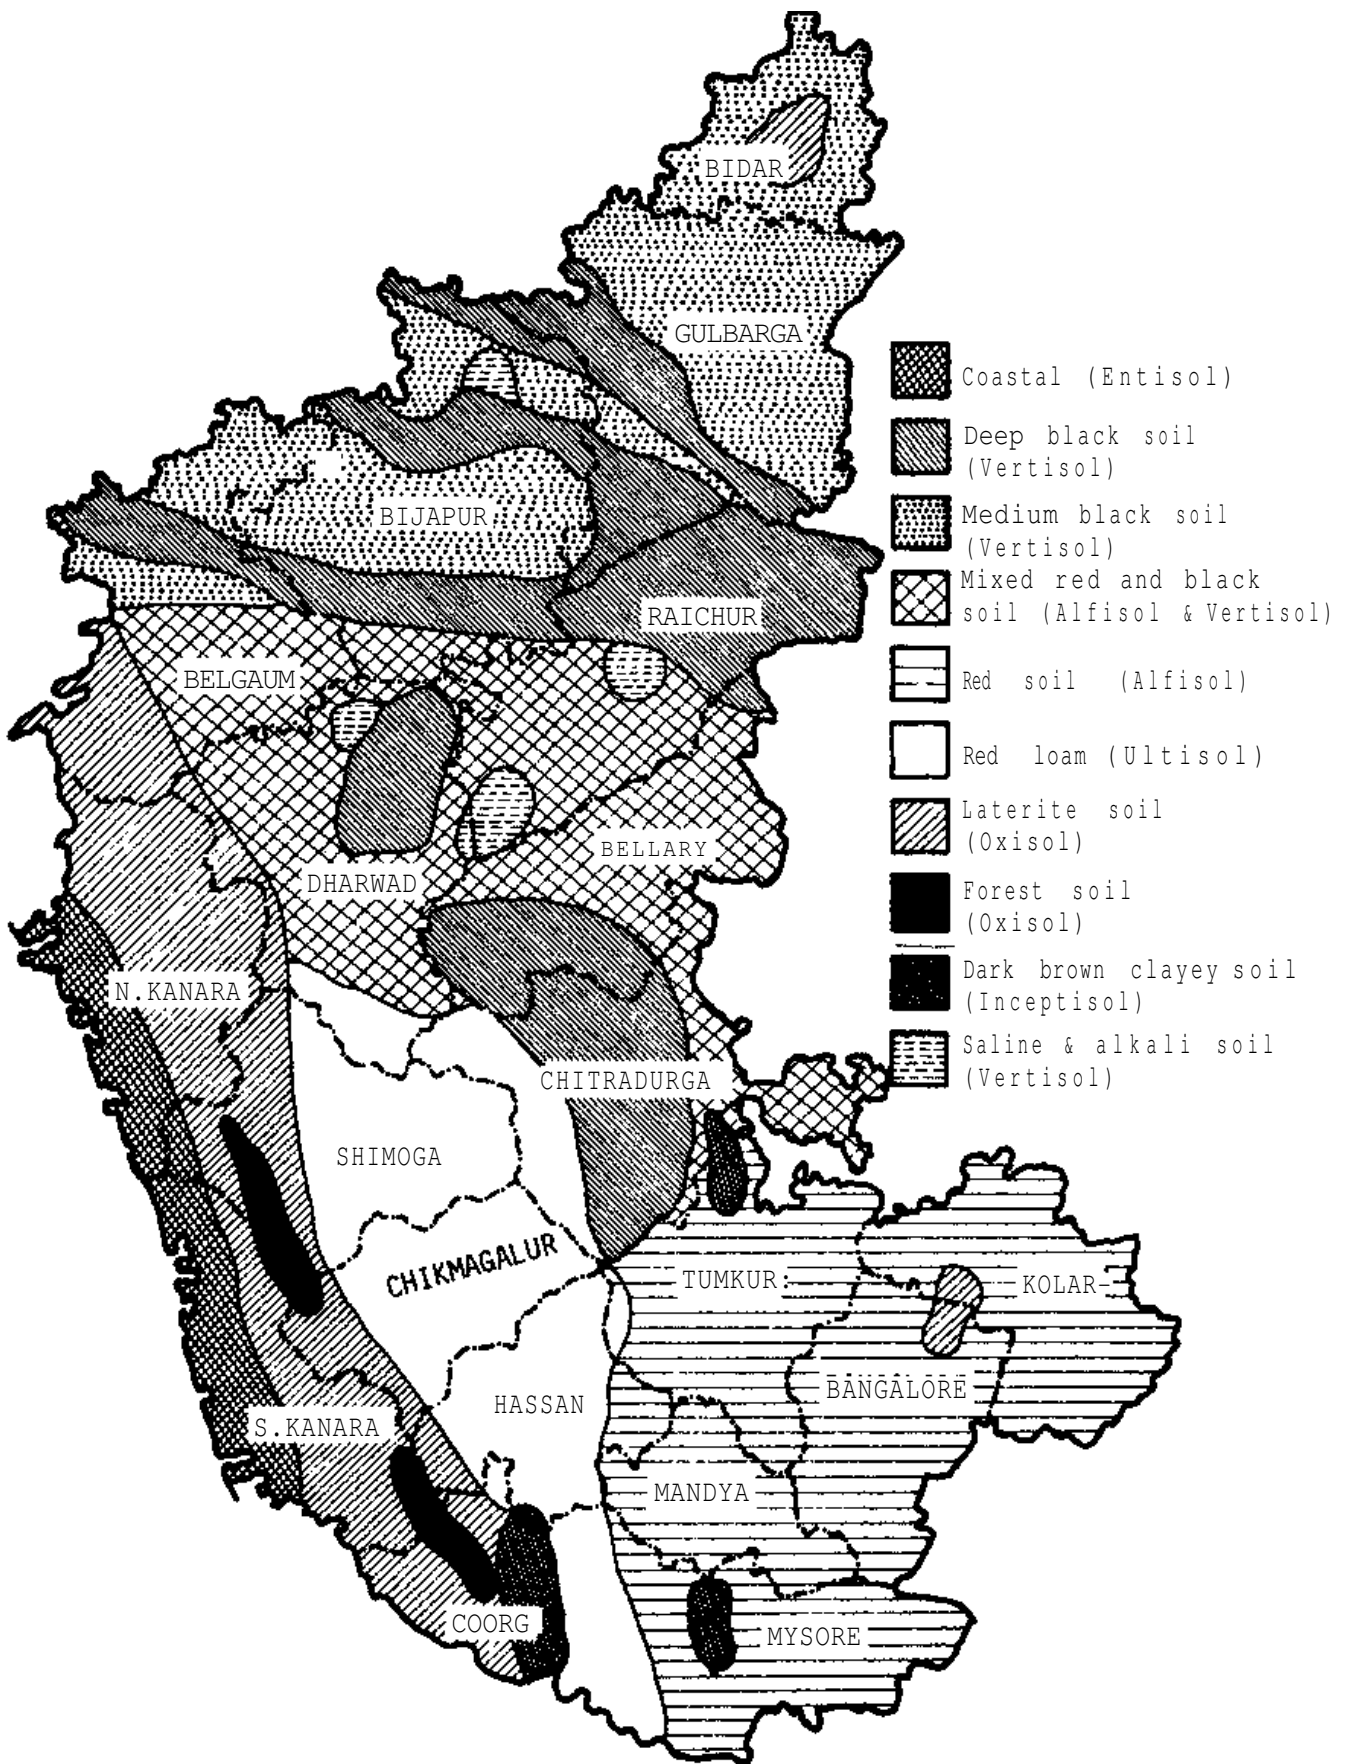 BIDAR
GULBARGA
BIJAPUR
RAICHUR
BELGAUM
BELLARY
DHARWAD
N.KANARA
CHITRADURGA
SHIMOGA
CHIKMAGALUR
TUMKUR
KOLAR
BANGALORE
HASSAN
S.KANARA
MANDYA
COORG
MYSORE
Coastal (Entisol)
Deep black soil
(Vertisol)
Medium black soil
(Vertisol)
Mixed red and black
soil (Alfisol & Vertisol)
Red soil (Alfisol)
Red loam (Ultisol)
Laterite soil
(Oxisol)
Forest soil
(Oxisol)
Dark brown clayey soil
(Inceptisol)
Saline & alkali soil
(Vertisol)